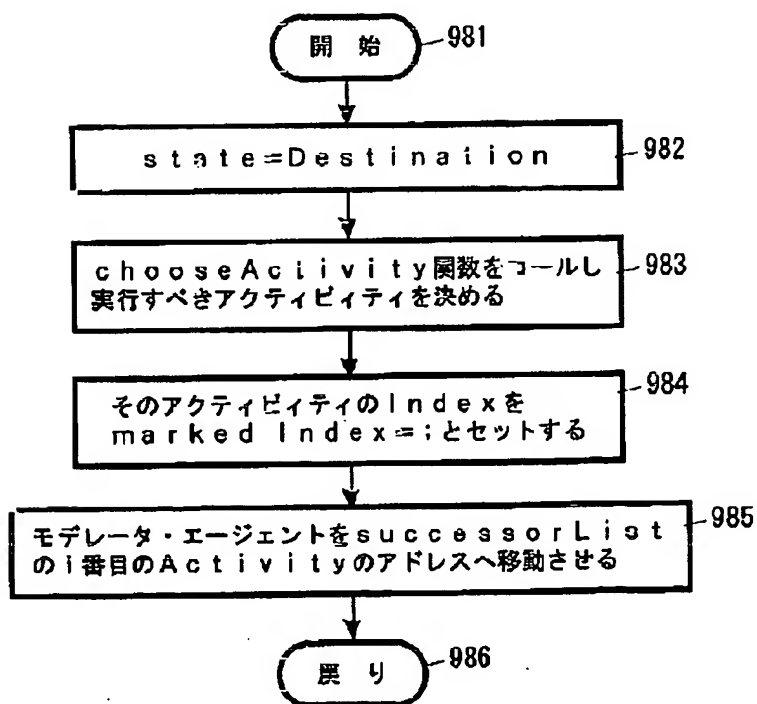 開始
981
state=Destination
982
chooseActivity関数をコールし
実行すべきアクティビィティを決める
983
そのアクティビィティのIndexを
marked Index=iとセットする
984
モデレータ・エージェントをsuccessorList
のi番目のActivityのアドレスへ移動させる
985
戻り
986